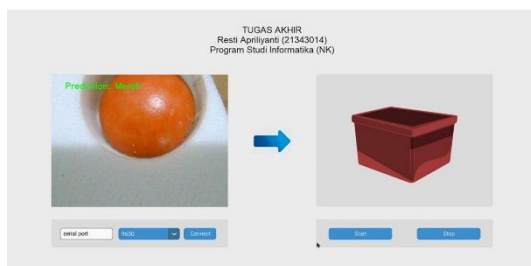 TUGAS AKHIR
Resti Apriliyanti (21343014)
Program Studi Informatika (NK)
Prediction: Merah
serial port
9600
Connect
Start
Stop